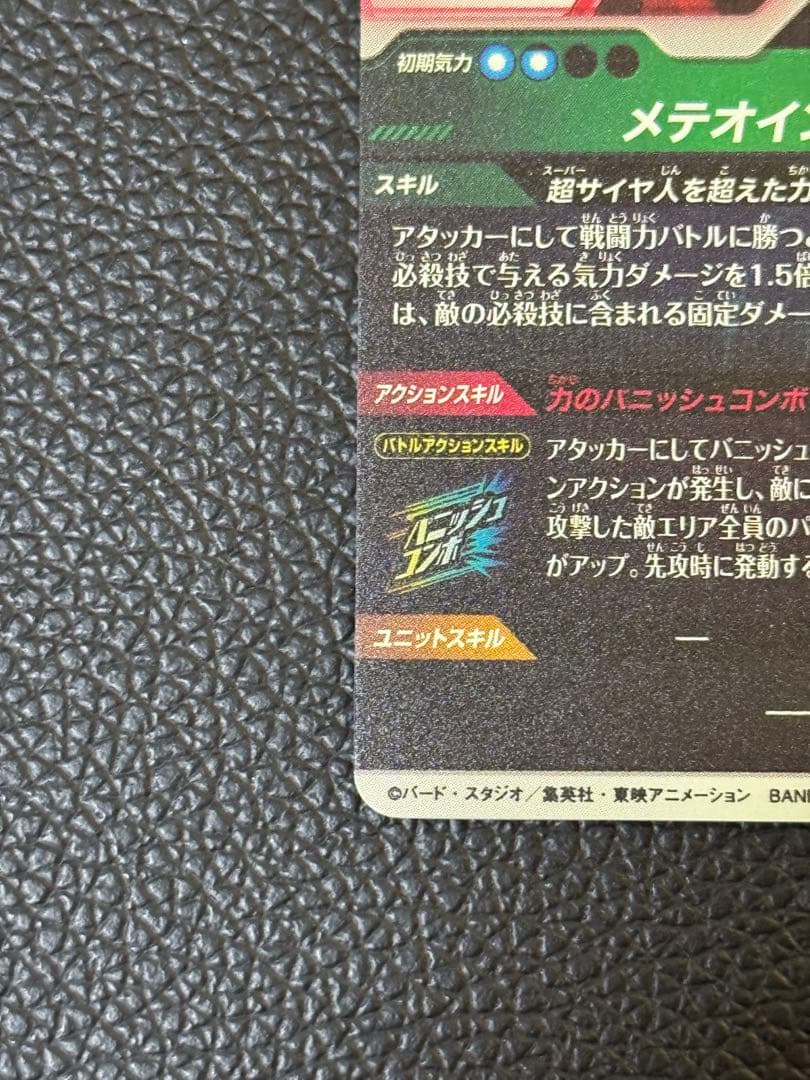 初期気力
メテオイン
スキル 超サイヤ人を超えた力
アタッカーにして戦闘力バトルに勝つ
必殺技で与える気力ダメージを1.5倍
は、敵の必殺技に含まれる固定ダメー
アクションスキル 力のバニッシュコンボ
バトルアクションスキル アタッカーにしてバニッシュ
ンアクションが発生し、敵に
バニッシュ
コンボ
攻撃した敵エリア全員のバ
がアップ。先攻時に発動する
ユニットスキル —
©バード・スタジオ／集英社・東映アニメーション BAN